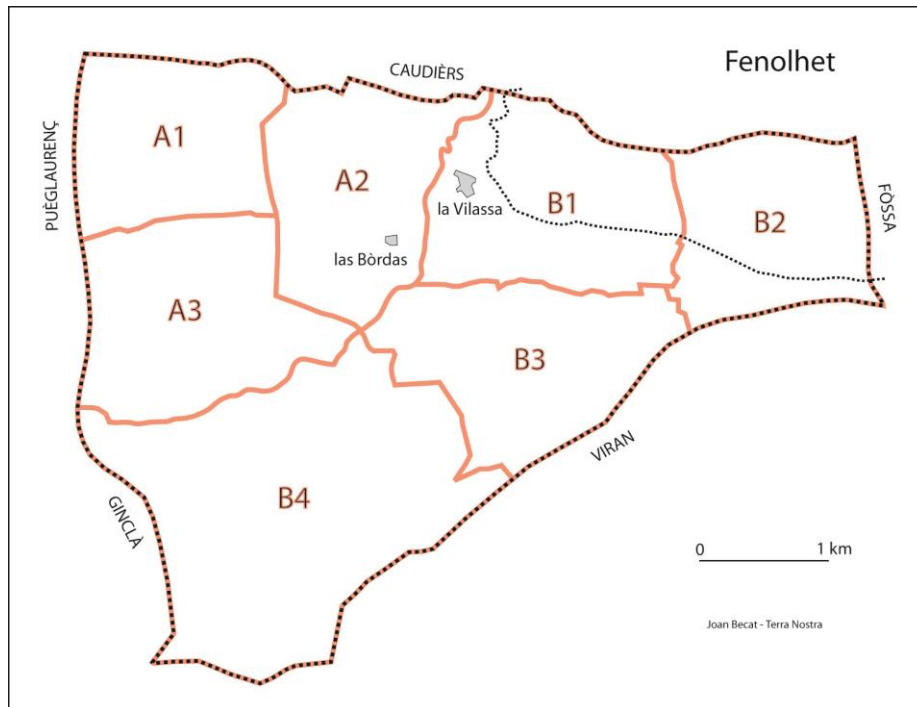 Fenolhet
CAUDIÈRS
PUÈGLAURENÇ
A1
A2
la Vilassa
B1
B2
FÒSSA
las Bòrdas
A3
B3
VIRAN
B4
GINCLÀ
0 1 km
Joan Becat - Terra Nostra